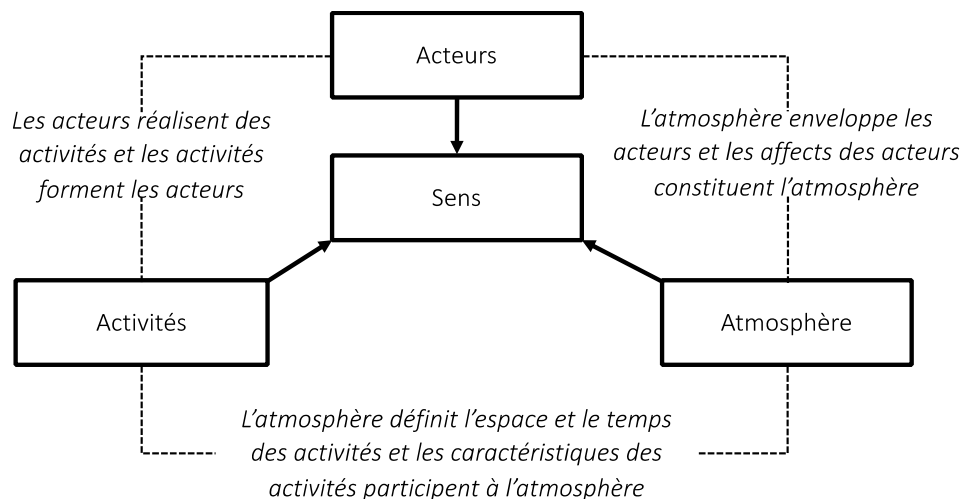 Acteurs
Les acteurs réalisent des
activités et les activités
forment les acteurs
L’atmosphère enveloppe les
acteurs et les affects des acteurs
constituent l’atmosphère
Sens
Activités
Atmosphère
L’atmosphère définit l’espace et le temps
des activités et les caractéristiques des
activités participent à l’atmosphère